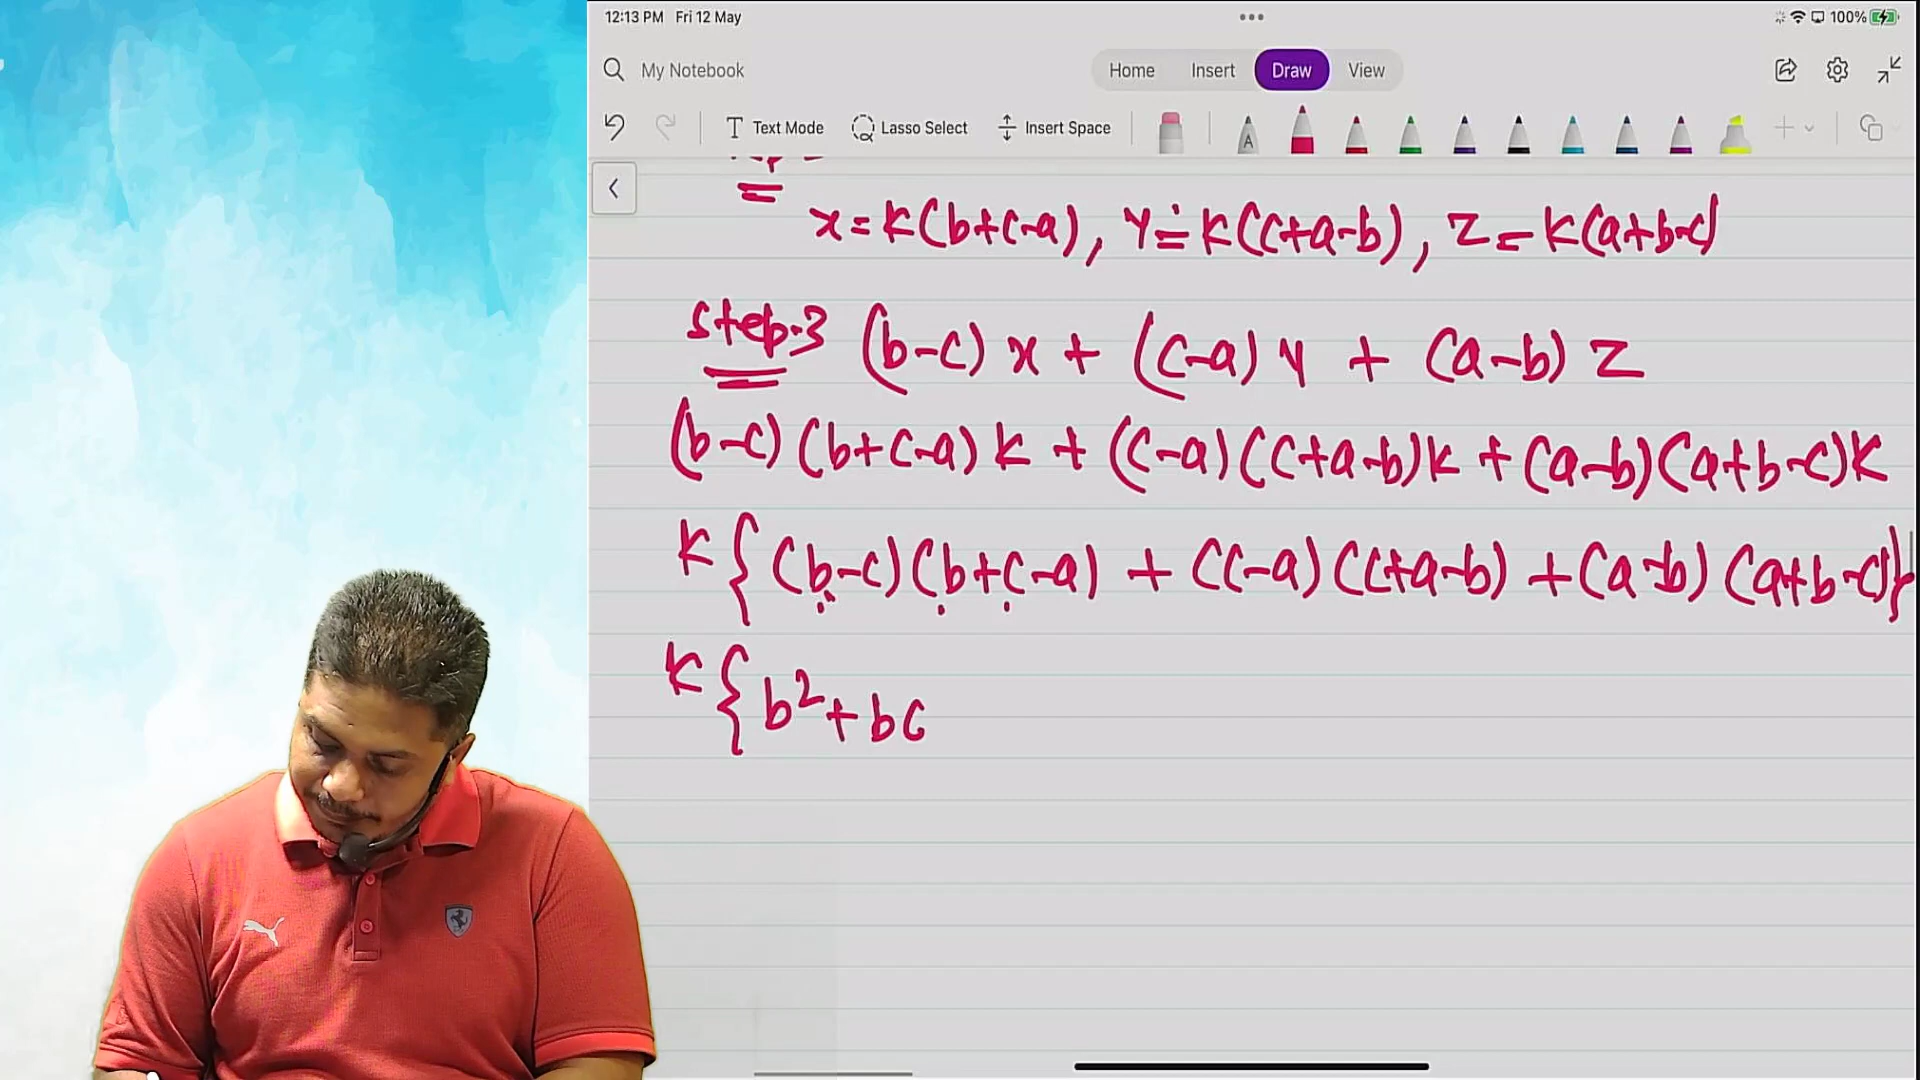 12:13 PM Fri 12 May
100%
My Notebook
Home Insert Draw View
Text Mode Lasso Select Insert Space
A
x=K(b+c-a), Y=K(c+a-b), Z=K(a+b-c)
Step-3 (b-c) x + (c-a) y + (a-b) z
(b-c)(b+c-a)k + (c-a)(c+a-b)k + (a-b)(a+b-c)k
K{(b-c)(b+c-a) + (c-a)(c+a-b) + (a-b)(a+b-c)}
K{b²+bc